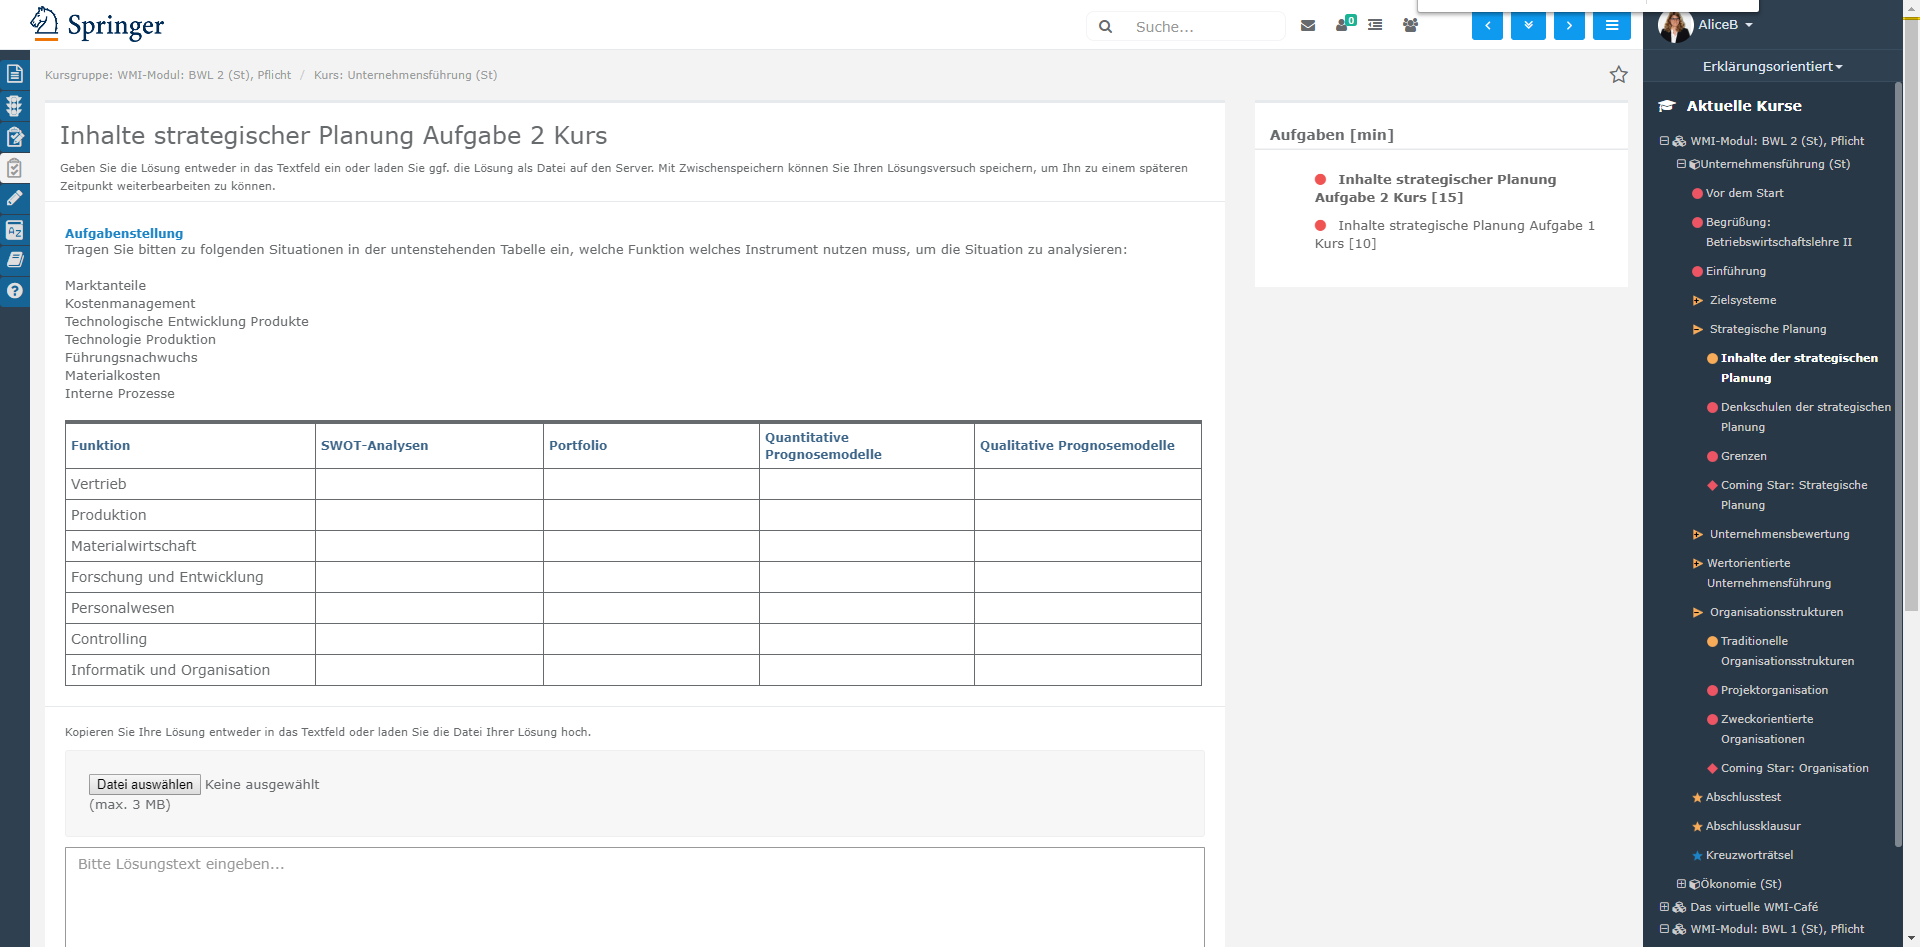 Springer
Suche...
0
AliceB
Erklärungsorientiert
Kursgruppe: WMI-Modul: BWL 2 (St), Pflicht / Kurs: Unternehmensführung (St)
Inhalte strategischer Planung Aufgabe 2 Kurs
Geben Sie die Lösung entweder in das Textfeld ein oder laden Sie ggf. die Lösung als Datei auf den Server. Mit Zwischenspeichern können Sie Ihren Lösungsversuch speichern, um Ihn zu einem späteren
Zeitpunkt weiterbearbeiten zu können.
Aufgabenstellung
Tragen Sie bitten zu folgenden Situationen in der untenstehenden Tabelle ein, welche Funktion welches Instrument nutzen muss, um die Situation zu analysieren:
Marktanteile
Kostenmanagement
Technologische Entwicklung Produkte
Technologie Produktion
Führungsnachwuchs
Materialkosten
Interne Prozesse
Funktion SWOT-Analysen Portfolio Quantitative Prognosemodelle Qualitative Prognosemodelle
Vertrieb
Produktion
Materialwirtschaft
Forschung und Entwicklung
Personalwesen
Controlling
Informatik und Organisation
Kopieren Sie Ihre Lösung entweder in das Textfeld oder laden Sie die Datei Ihrer Lösung hoch.
Datei auswählen Keine ausgewählt
(max. 3 MB)
Bitte Lösungstext eingeben...
Aufgaben [min]
Inhalte strategischer Planung
Aufgabe 2 Kurs [15]
Inhalte strategische Planung Aufgabe 1
Kurs [10]
Aktuelle Kurse
WMI-Modul: BWL 2 (St), Pflicht
Unternehmensführung (St)
Vor dem Start
Begrüßung:
Betriebswirtschaftslehre II
Einführung
Zielsysteme
Strategische Planung
Inhalte der strategischen
Planung
Denkschulen der strategischen
Planung
Grenzen
Coming Star: Strategische
Planung
Unternehmensbewertung
Wertorientierte
Unternehmensführung
Organisationsstrukturen
Traditionelle
Organisationsstrukturen
Projektorganisation
Zweckorientierte
Organisationen
Coming Star: Organisation
Abschlusstest
Abschlussklausur
Kreuzworträtsel
Ökonomie (St)
Das virtuelle WMI-Café
WMI-Modul: BWL 1 (St), Pflicht